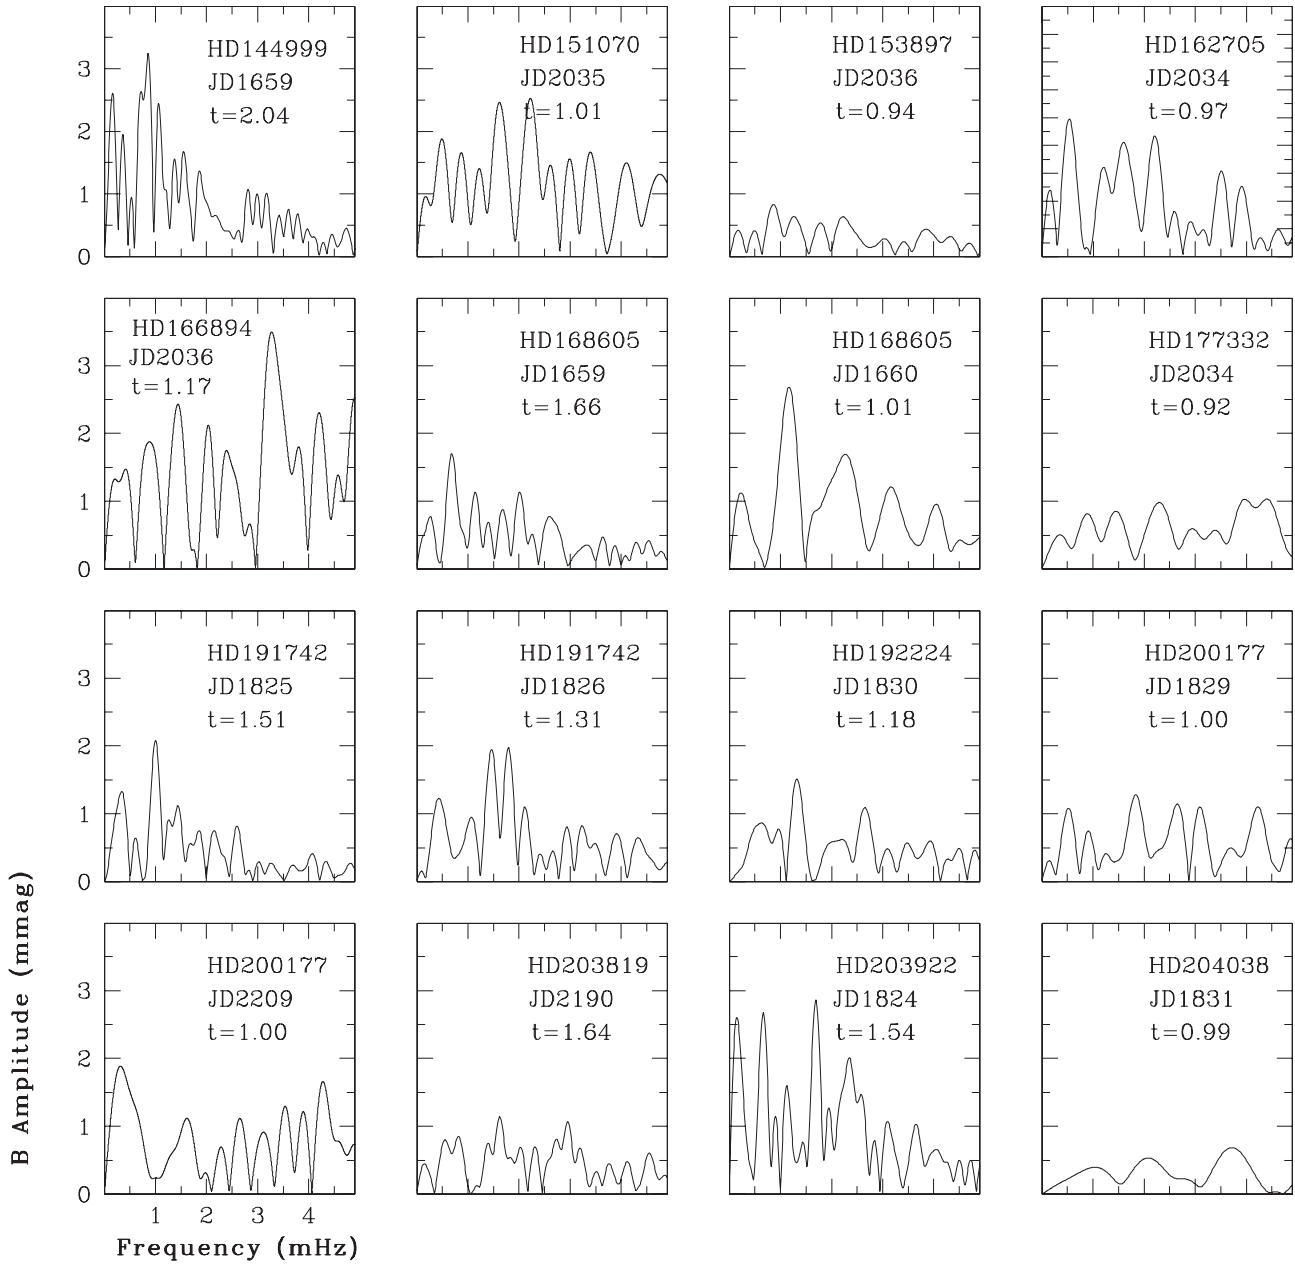 HD144999
JD1659
t=2.04
HD151070
JD2035
t=1.01
HD153897
JD2036
t=0.94
HD162705
JD2034
t=0.97
3
2
1
0
HD166894
JD2036
t=1.17
HD168605
JD1659
t=1.66
HD168605
JD1660
t=1.01
HD177332
JD2034
t=0.92
3
2
1
0
HD191742
JD1825
t=1.51
HD191742
JD1826
t=1.31
HD192224
JD1830
t=1.18
HD200177
JD1829
t=1.00
3
2
1
0
HD200177
JD2209
t=1.00
HD203819
JD2190
t=1.64
HD203922
JD1824
t=1.54
HD204038
JD1831
t=0.99
3
2
1
0
1 2 3 4
Frequency (mHz)
B Amplitude (mmag)